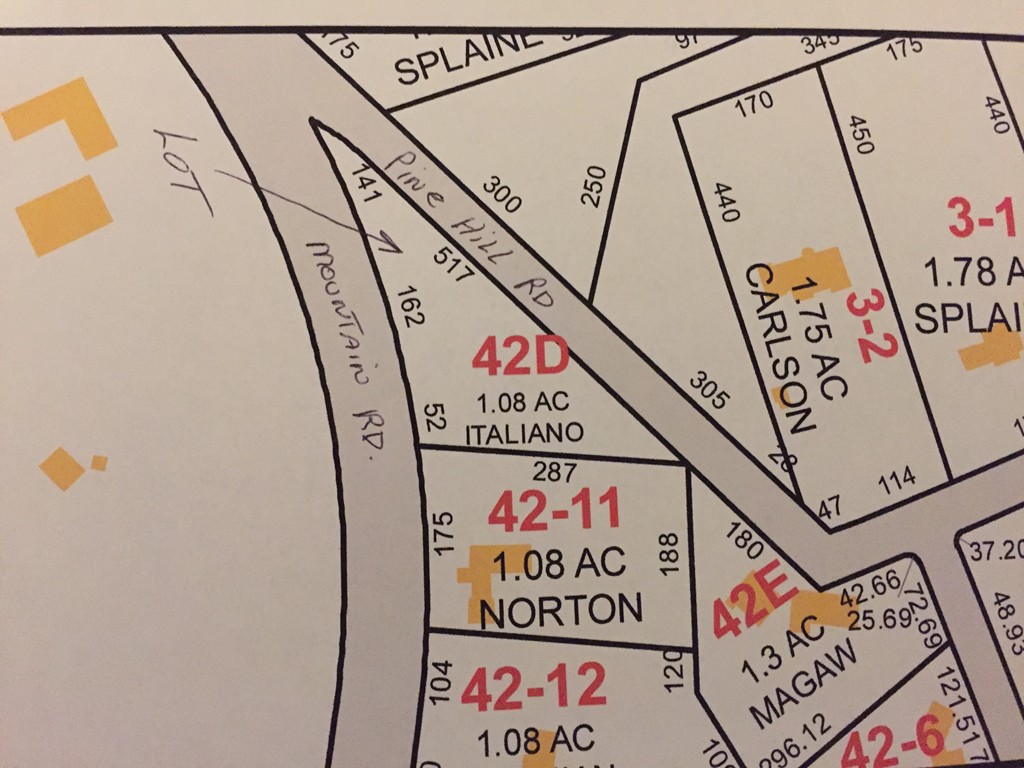 175
SPLAINE
97
345
175
170
450
440
LOT
141
Pine Hill RD
300
250
440
3-1
517
1.78 A
SPLAI
MOUNTAIN RD.
162
1.75 AC
CARLSON
3-2
42D
1.08 AC
ITALIANO
52
305
28
47
114
287
42-11
1.08 AC
NORTON
175
188
180
42E
1.3 AC
MAGAW
42.66
25.69
72.69
37.20
48.93
104
42-12
1.08 AC
120
296.12
42-6
121.517